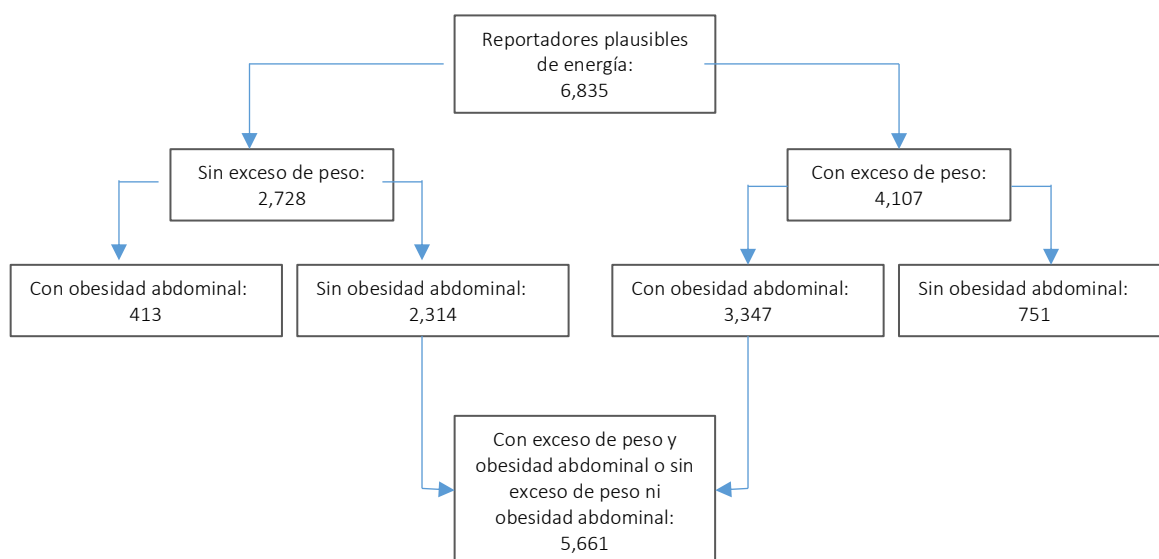 Reportadores plausibles
de energía:
6,835
Sin exceso de peso:
2,728
Con exceso de peso:
4,107
Con obesidad abdominal:
413
Sin obesidad abdominal:
2,314
Con obesidad abdominal:
3,347
Sin obesidad abdominal:
751
Con exceso de peso y
obesidad abdominal o sin
exceso de peso ni
obesidad abdominal:
5,661